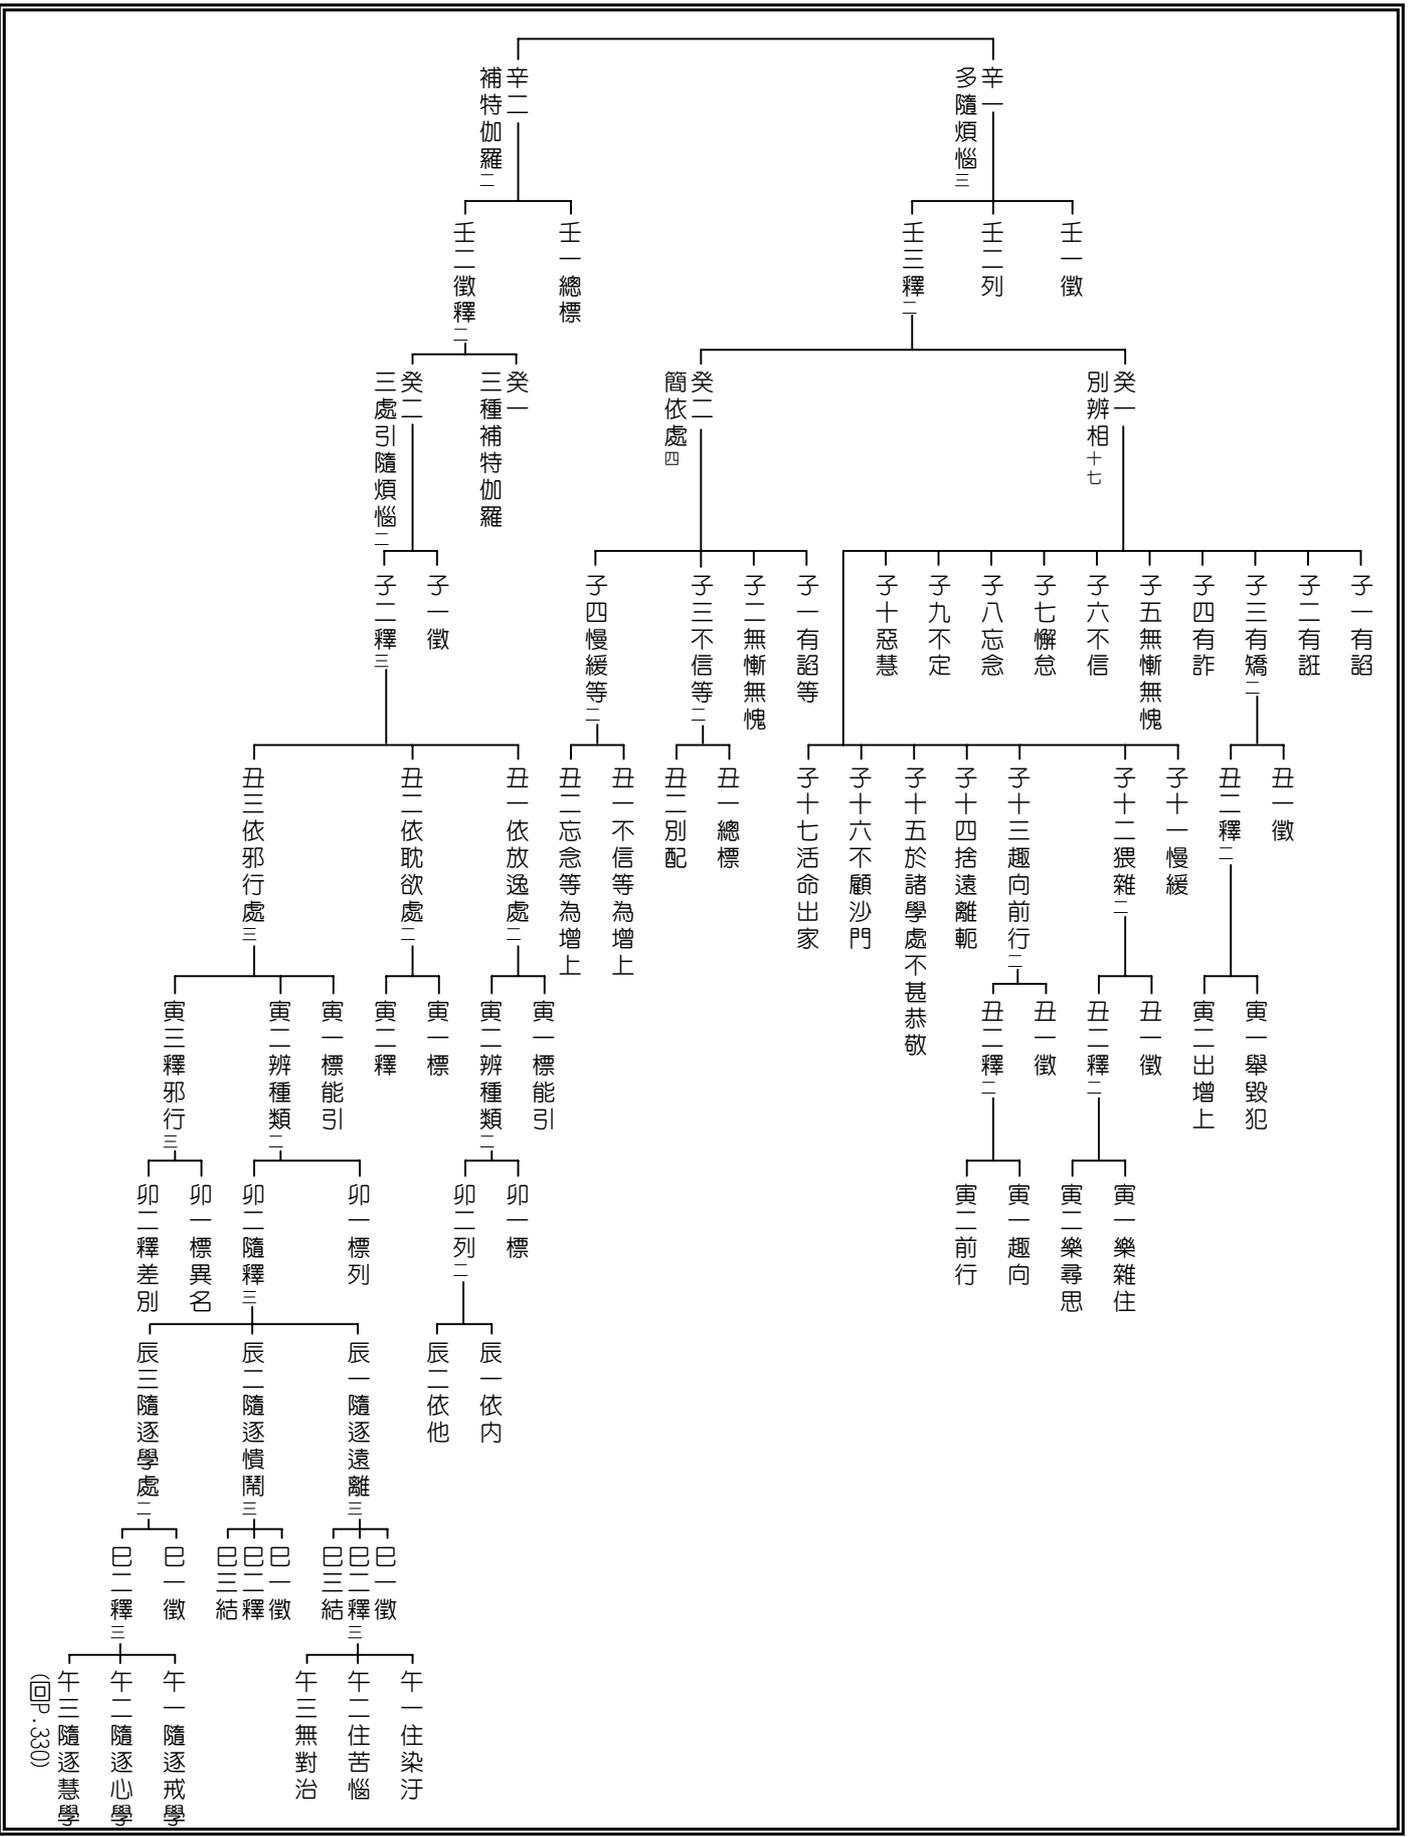 辛一
多隨煩惱三
壬一徵
壬二列
壬三釋二
癸一
別辨相十七
子一有諂
子二有誑
子三有矯二
丑一徵
丑二釋二
寅一舉毀犯
寅二出增上
子四有詐
子五無慚無愧
子六不信
子七懈怠
子八忘念
子九不定
子十惡慧
子十一慢緩
子十二猥雜二
丑一徵
丑二釋二
寅一樂雜住
寅二樂尋思
子十三趣向前行二
丑一徵
丑二釋二
寅一趣向
寅二前行
子十四捨遠離軛
子十五於諸學處不甚恭敬
子十六不顧沙門
子十七活命出家
癸二
簡依處四
子一有諂等
子二無慚無愧
子三不信等二
丑一總標
丑二別配
子四慢緩等二
丑一不信等為增上
丑二忘念等為增上
辛二
補特伽羅二
壬一總標
壬二徵釋二
癸一
三種補特伽羅
癸二
三處引隨煩惱二
子一徵
子二釋三
丑一依放逸處二
寅一標能引
寅二辨種類二
卯一標
卯二列二
辰一依內
辰二依他
丑二依耽欲處二
寅一標
寅二釋
丑三依邪行處三
寅一標能引
寅二辨種類二
卯一標列
卯二隨釋三
辰一隨逐遠離三
巳一徵
巳二釋三
午一住染汙
午二住苦惱
午三無對治
巳三結
辰二隨逐憒鬧三
巳一徵
巳二釋
巳三結
辰三隨逐學處二
巳一徵
巳二釋三
午一隨逐戒學
午二隨逐心學
午三隨逐慧學
寅三釋邪行三
卯一標異名
卯二釋差別
(回P.330)